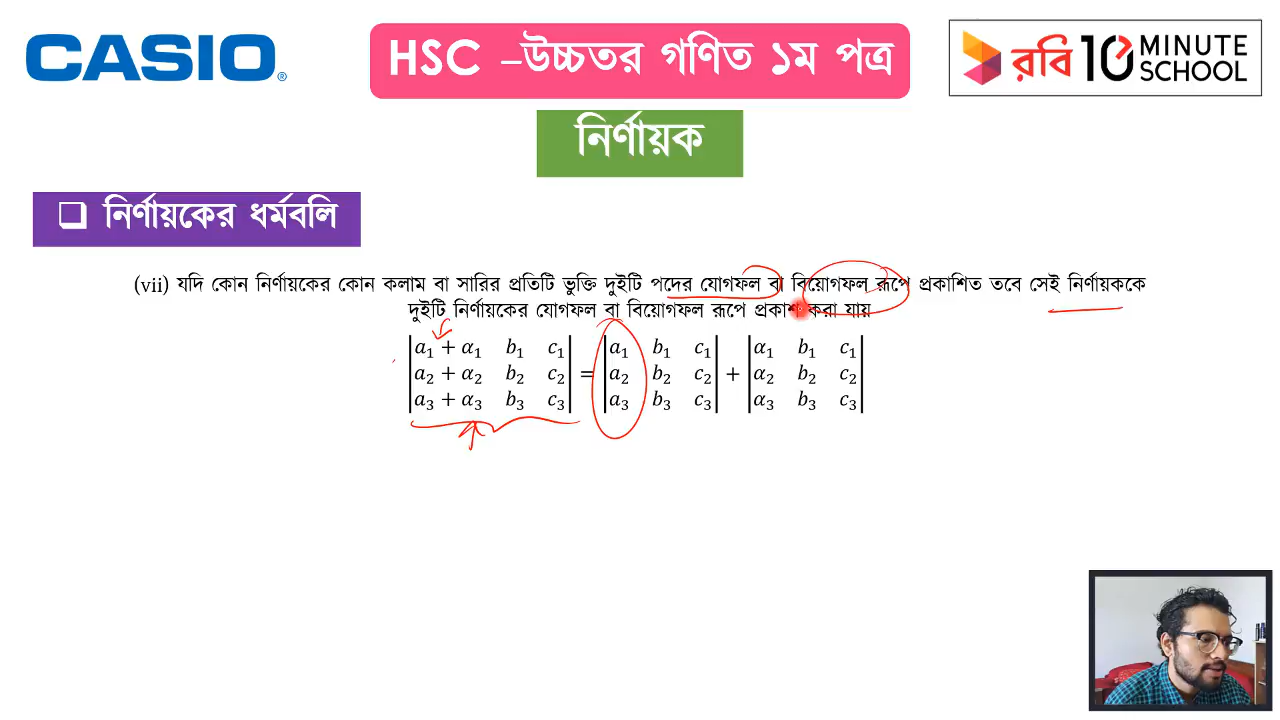 CASIO®
HSC –উচ্চতর গণিত ১ম পত্র
রবি 10 MINUTE SCHOOL
নির্ণায়ক
❑ নির্ণায়কের ধর্মবলি
(vii) যদি কোন নির্ণায়কের কোন কলাম বা সারির প্রতিটি ভুক্তি দুইটি পদের যোগফল বা বিয়োগফল রূপে প্রকাশিত তবে সেই নির্ণায়ককে
দুইটি নির্ণায়কের যোগফল বা বিয়োগফল রূপে প্রকাশ করা যায়
|a₁ + α₁ b₁ c₁| |a₁ b₁ c₁| |α₁ b₁ c₁|
|a₂ + α₂ b₂ c₂| = |a₂ b₂ c₂| + |α₂ b₂ c₂|
|a₃ + α₃ b₃ c₃| |a₃ b₃ c₃| |α₃ b₃ c₃|